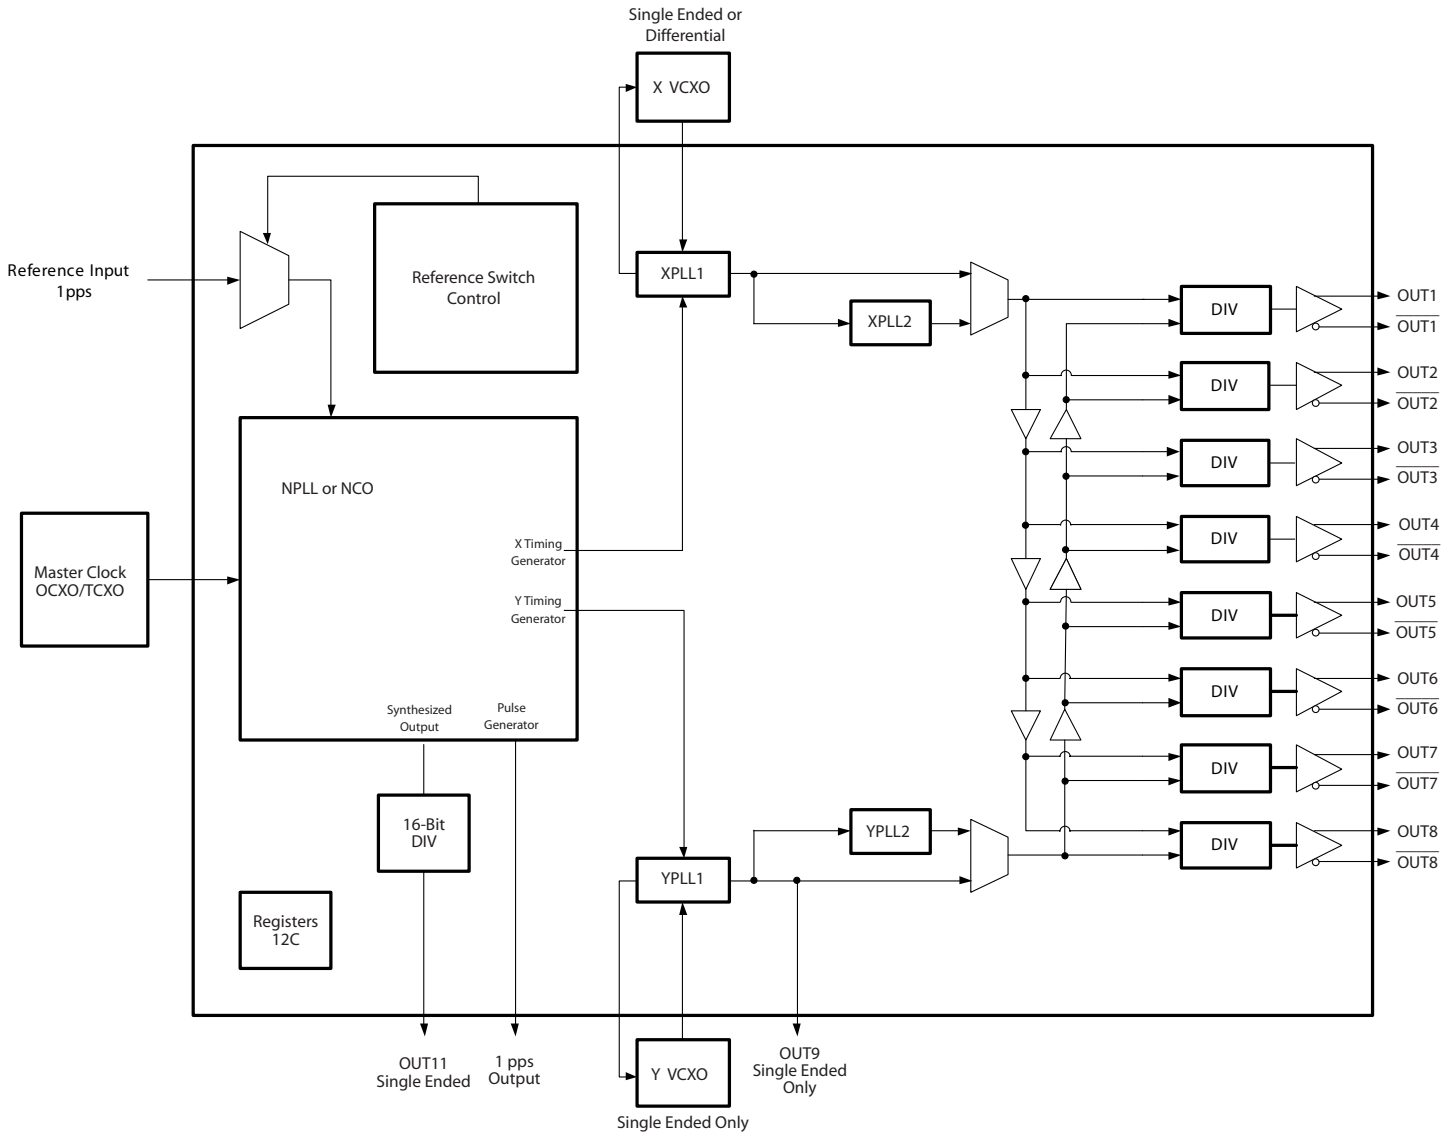 Single Ended or
Differential
X VCXO
Reference Input
1pps
Reference Switch
Control
XPLL1
XPLL2
DIV
OUT1
OUT1
DIV
OUT2
OUT2
DIV
OUT3
OUT3
NPLL or NCO
X Timing
Generator
Y Timing
Generator
Synthesized
Output
Pulse
Generator
Master Clock
OCXO/TCXO
DIV
OUT4
OUT4
DIV
OUT5
OUT5
DIV
OUT6
OUT6
DIV
OUT7
OUT7
DIV
OUT8
OUT8
16-Bit
DIV
YPLL2
YPLL1
Registers
12C
OUT11
Single Ended
1 pps
Output
Y VCXO
Single Ended Only
OUT9
Single Ended
Only